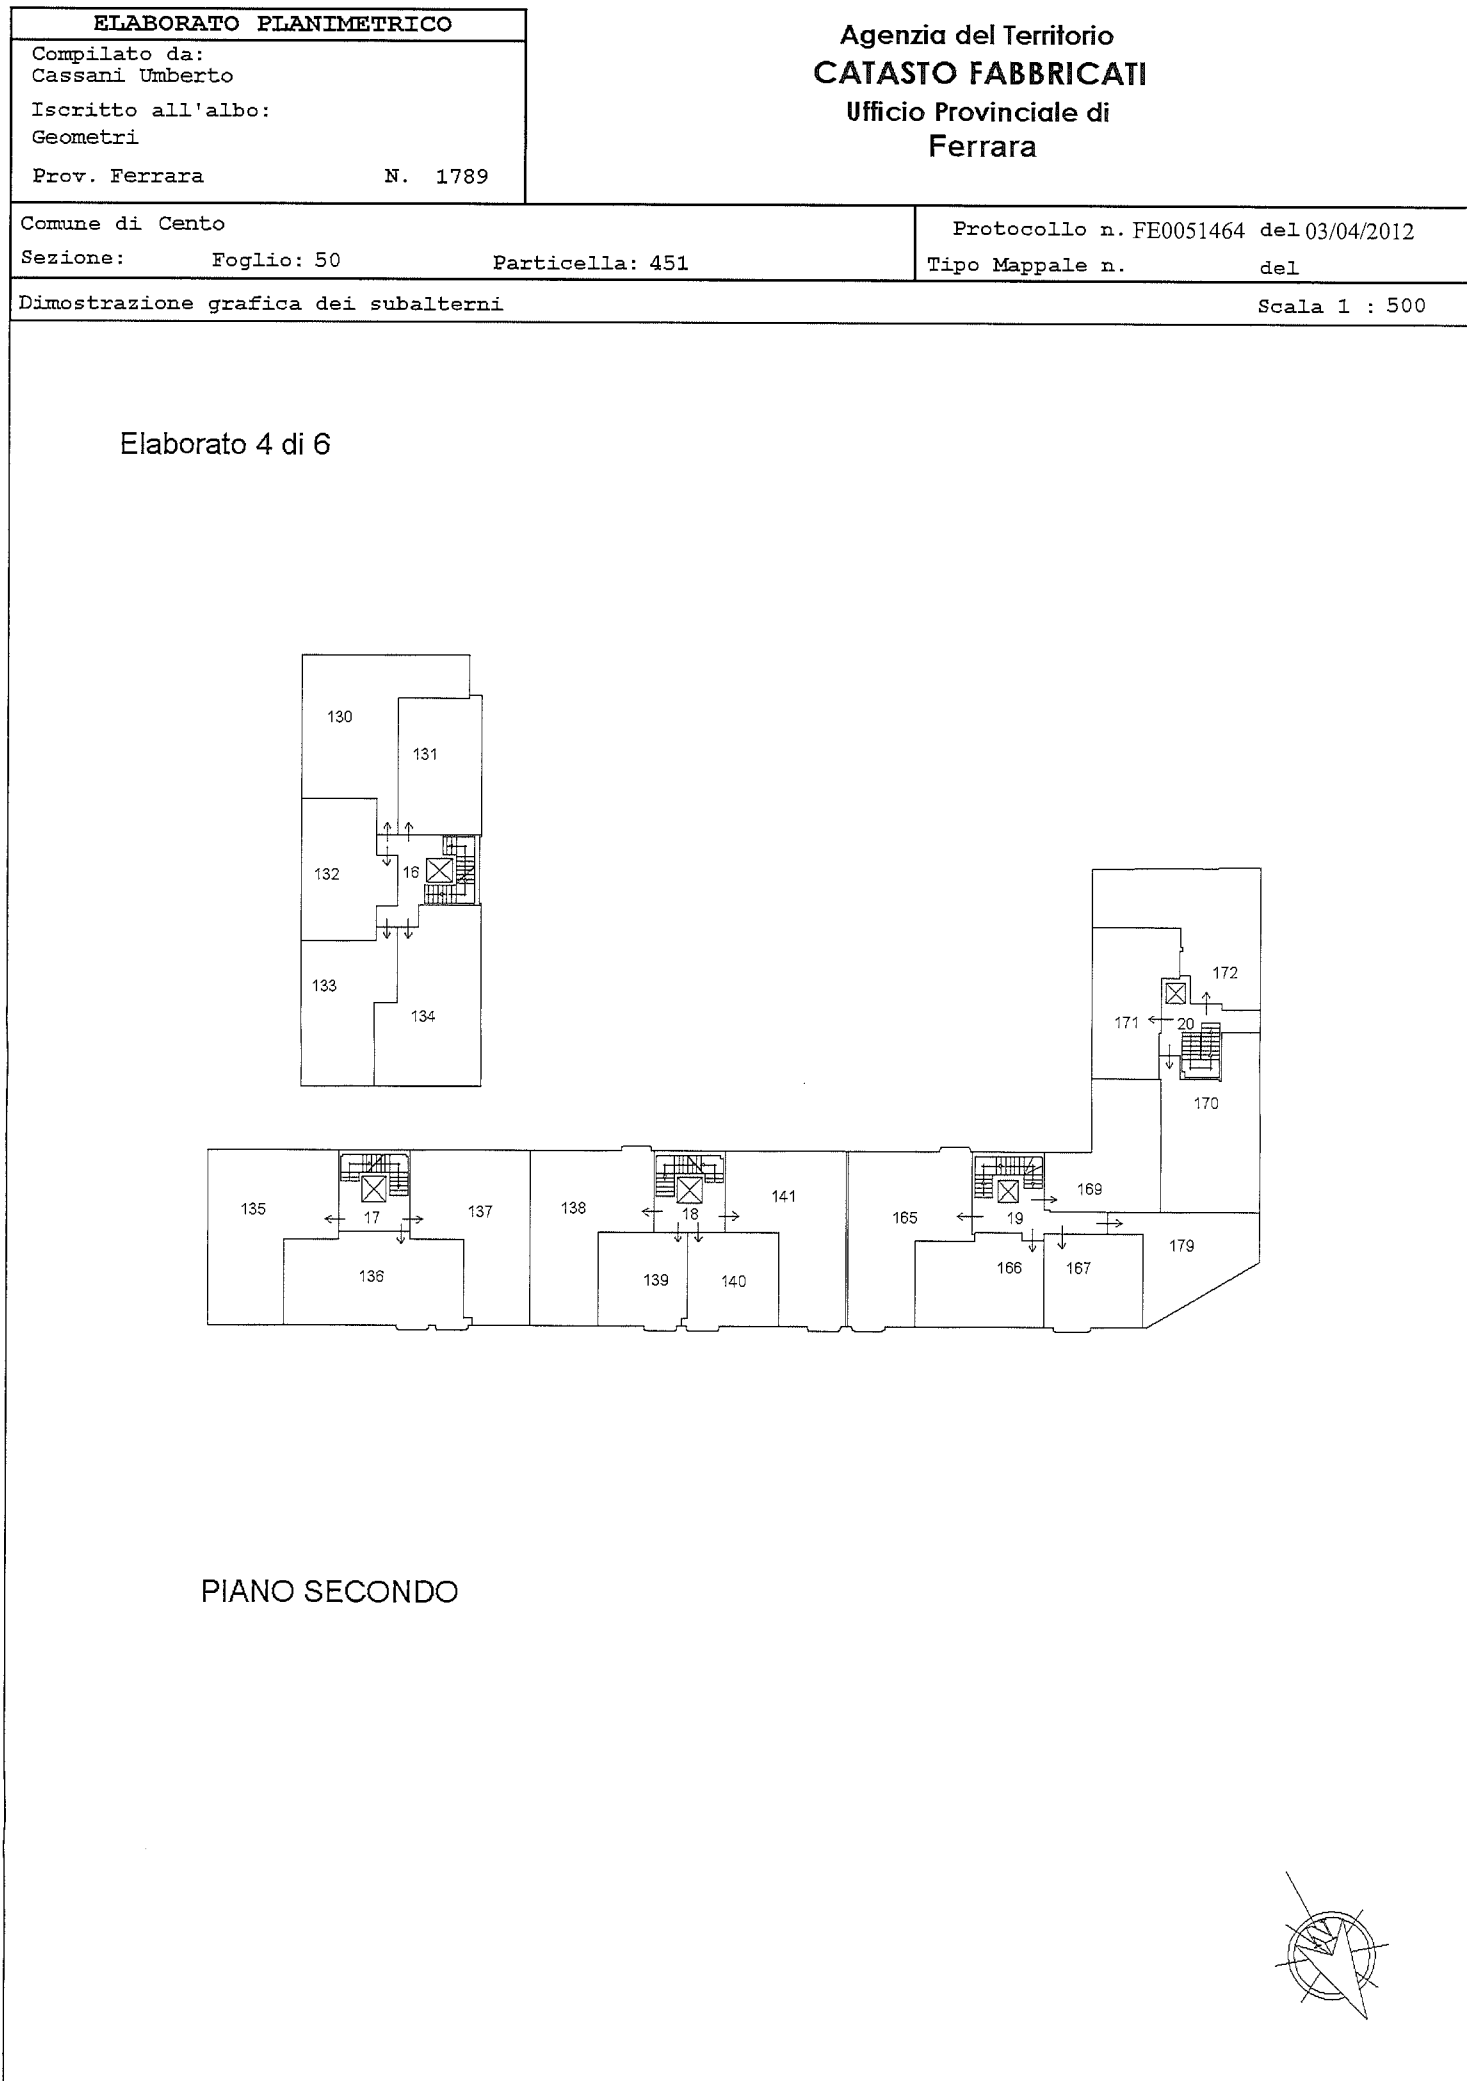 ELABORATO PLANIMETRICO
Compilato da:
Cassani Umberto
Iscritto all'albo:
Geometri
Prov. Ferrara N. 1789
Agenzia del Territorio
CATASTO FABBRICATI
Ufficio Provinciale di
Ferrara
Comune di Cento
Sezione: Foglio: 50 Particella: 451
Protocollo n. FE0051464 del 03/04/2012
Tipo Mappale n. del
Dimostrazione grafica dei subalterni Scala 1 : 500
Elaborato 4 di 6
130
131
132
16
133
134
172
171
20
170
135
17
137
138
18
141
165
19
169
136
139
140
166
167
179
PIANO SECONDO